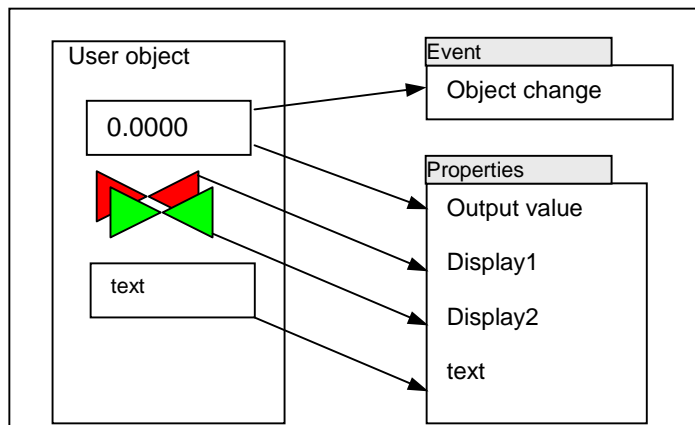 User object
0.0000
text
Event
Object change
Properties
Output value
Display1
Display2
text